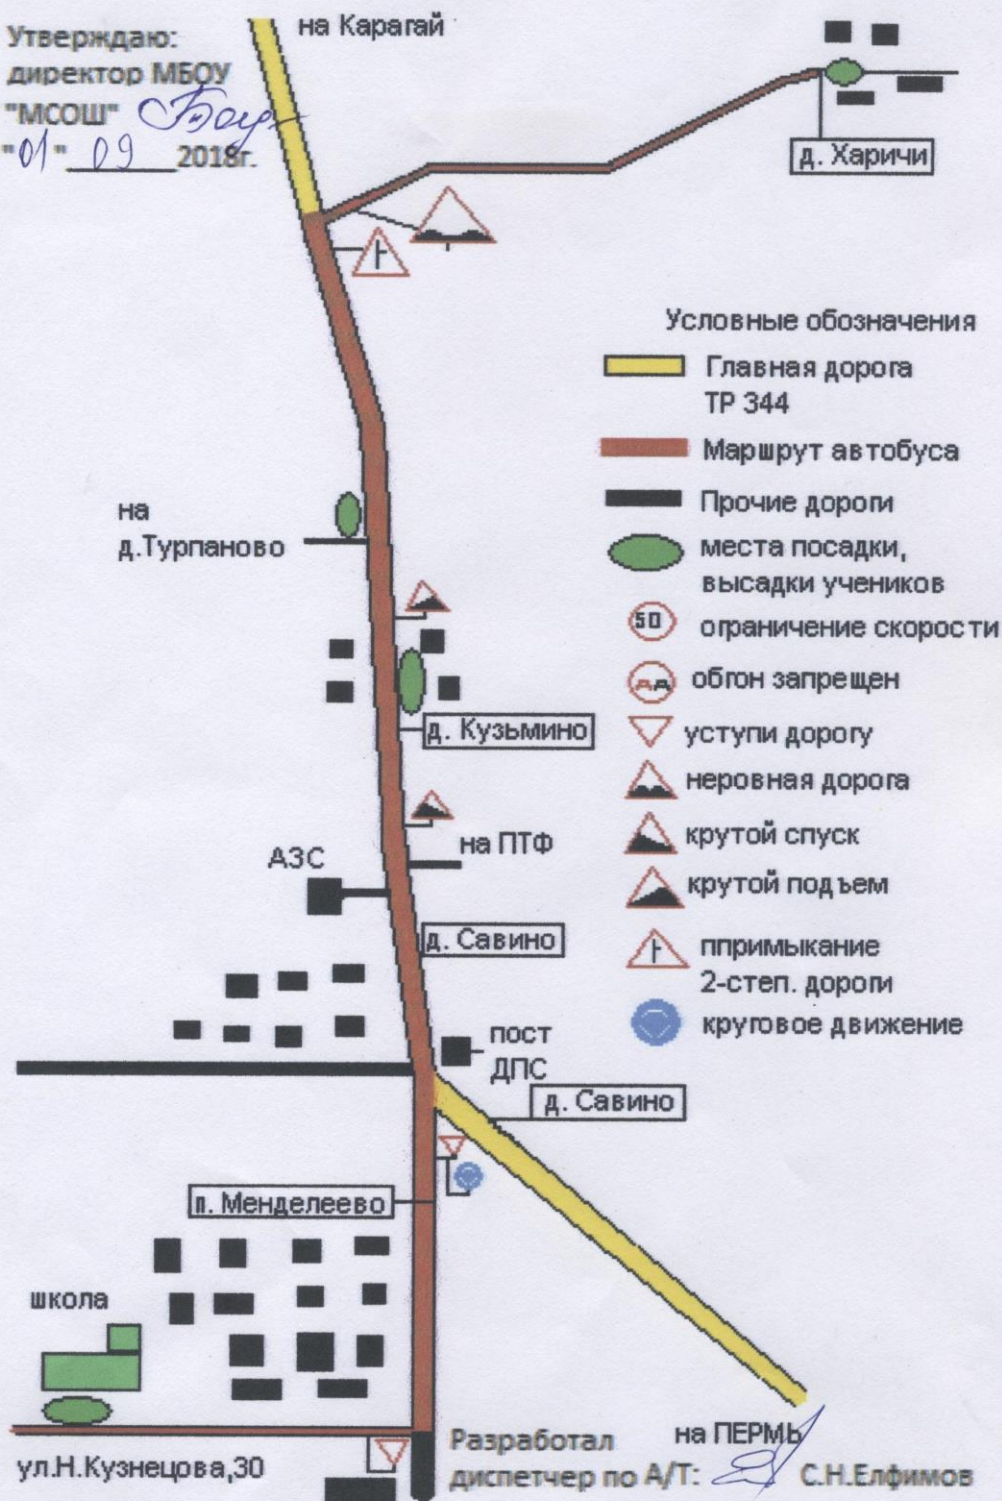 Утверждаю:
директор МБОУ
"МСОШ"
"01" 09 2018г.
на Карагай
д. Харичи
Условные обозначения
Главная дорога
ТР 344
Маршрут автобуса
Прочие дороги
места посадки,
высадки учеников
50 ограничение скорости
обгон запрещен
уступи дорогу
неровная дорога
крутой спуск
крутой подъем
ппримыкание
2-степ. дороги
круговое движение
на
д.Турпаново
д. Кузьмино
на ПТФ
АЗС
д. Савино
пост
ДПС
д. Савино
п. Менделеево
школа
ул.Н.Кузнецова,30
на ПЕРМЬ
Разработал
диспетчер по А/Т: С.Н.Елфимов